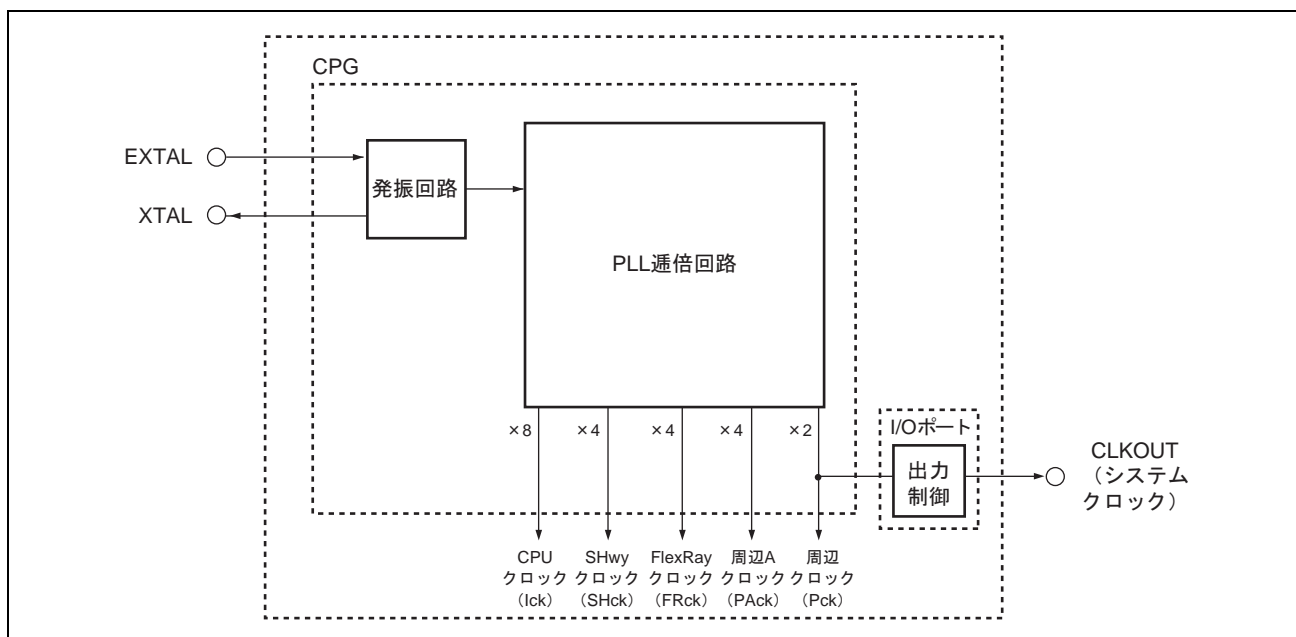 CPG
EXTAL
XTAL
発振回路
PLL逓倍回路
×8
×4
×4
×4
×2
I/Oポート
出力
制御
CLKOUT
（システム
クロック）
CPU
クロック
（Ick）
SHwy
クロック
（SHck）
FlexRay
クロック
（FRck）
周辺A
クロック
（PAck）
周辺
クロック
（Pck）